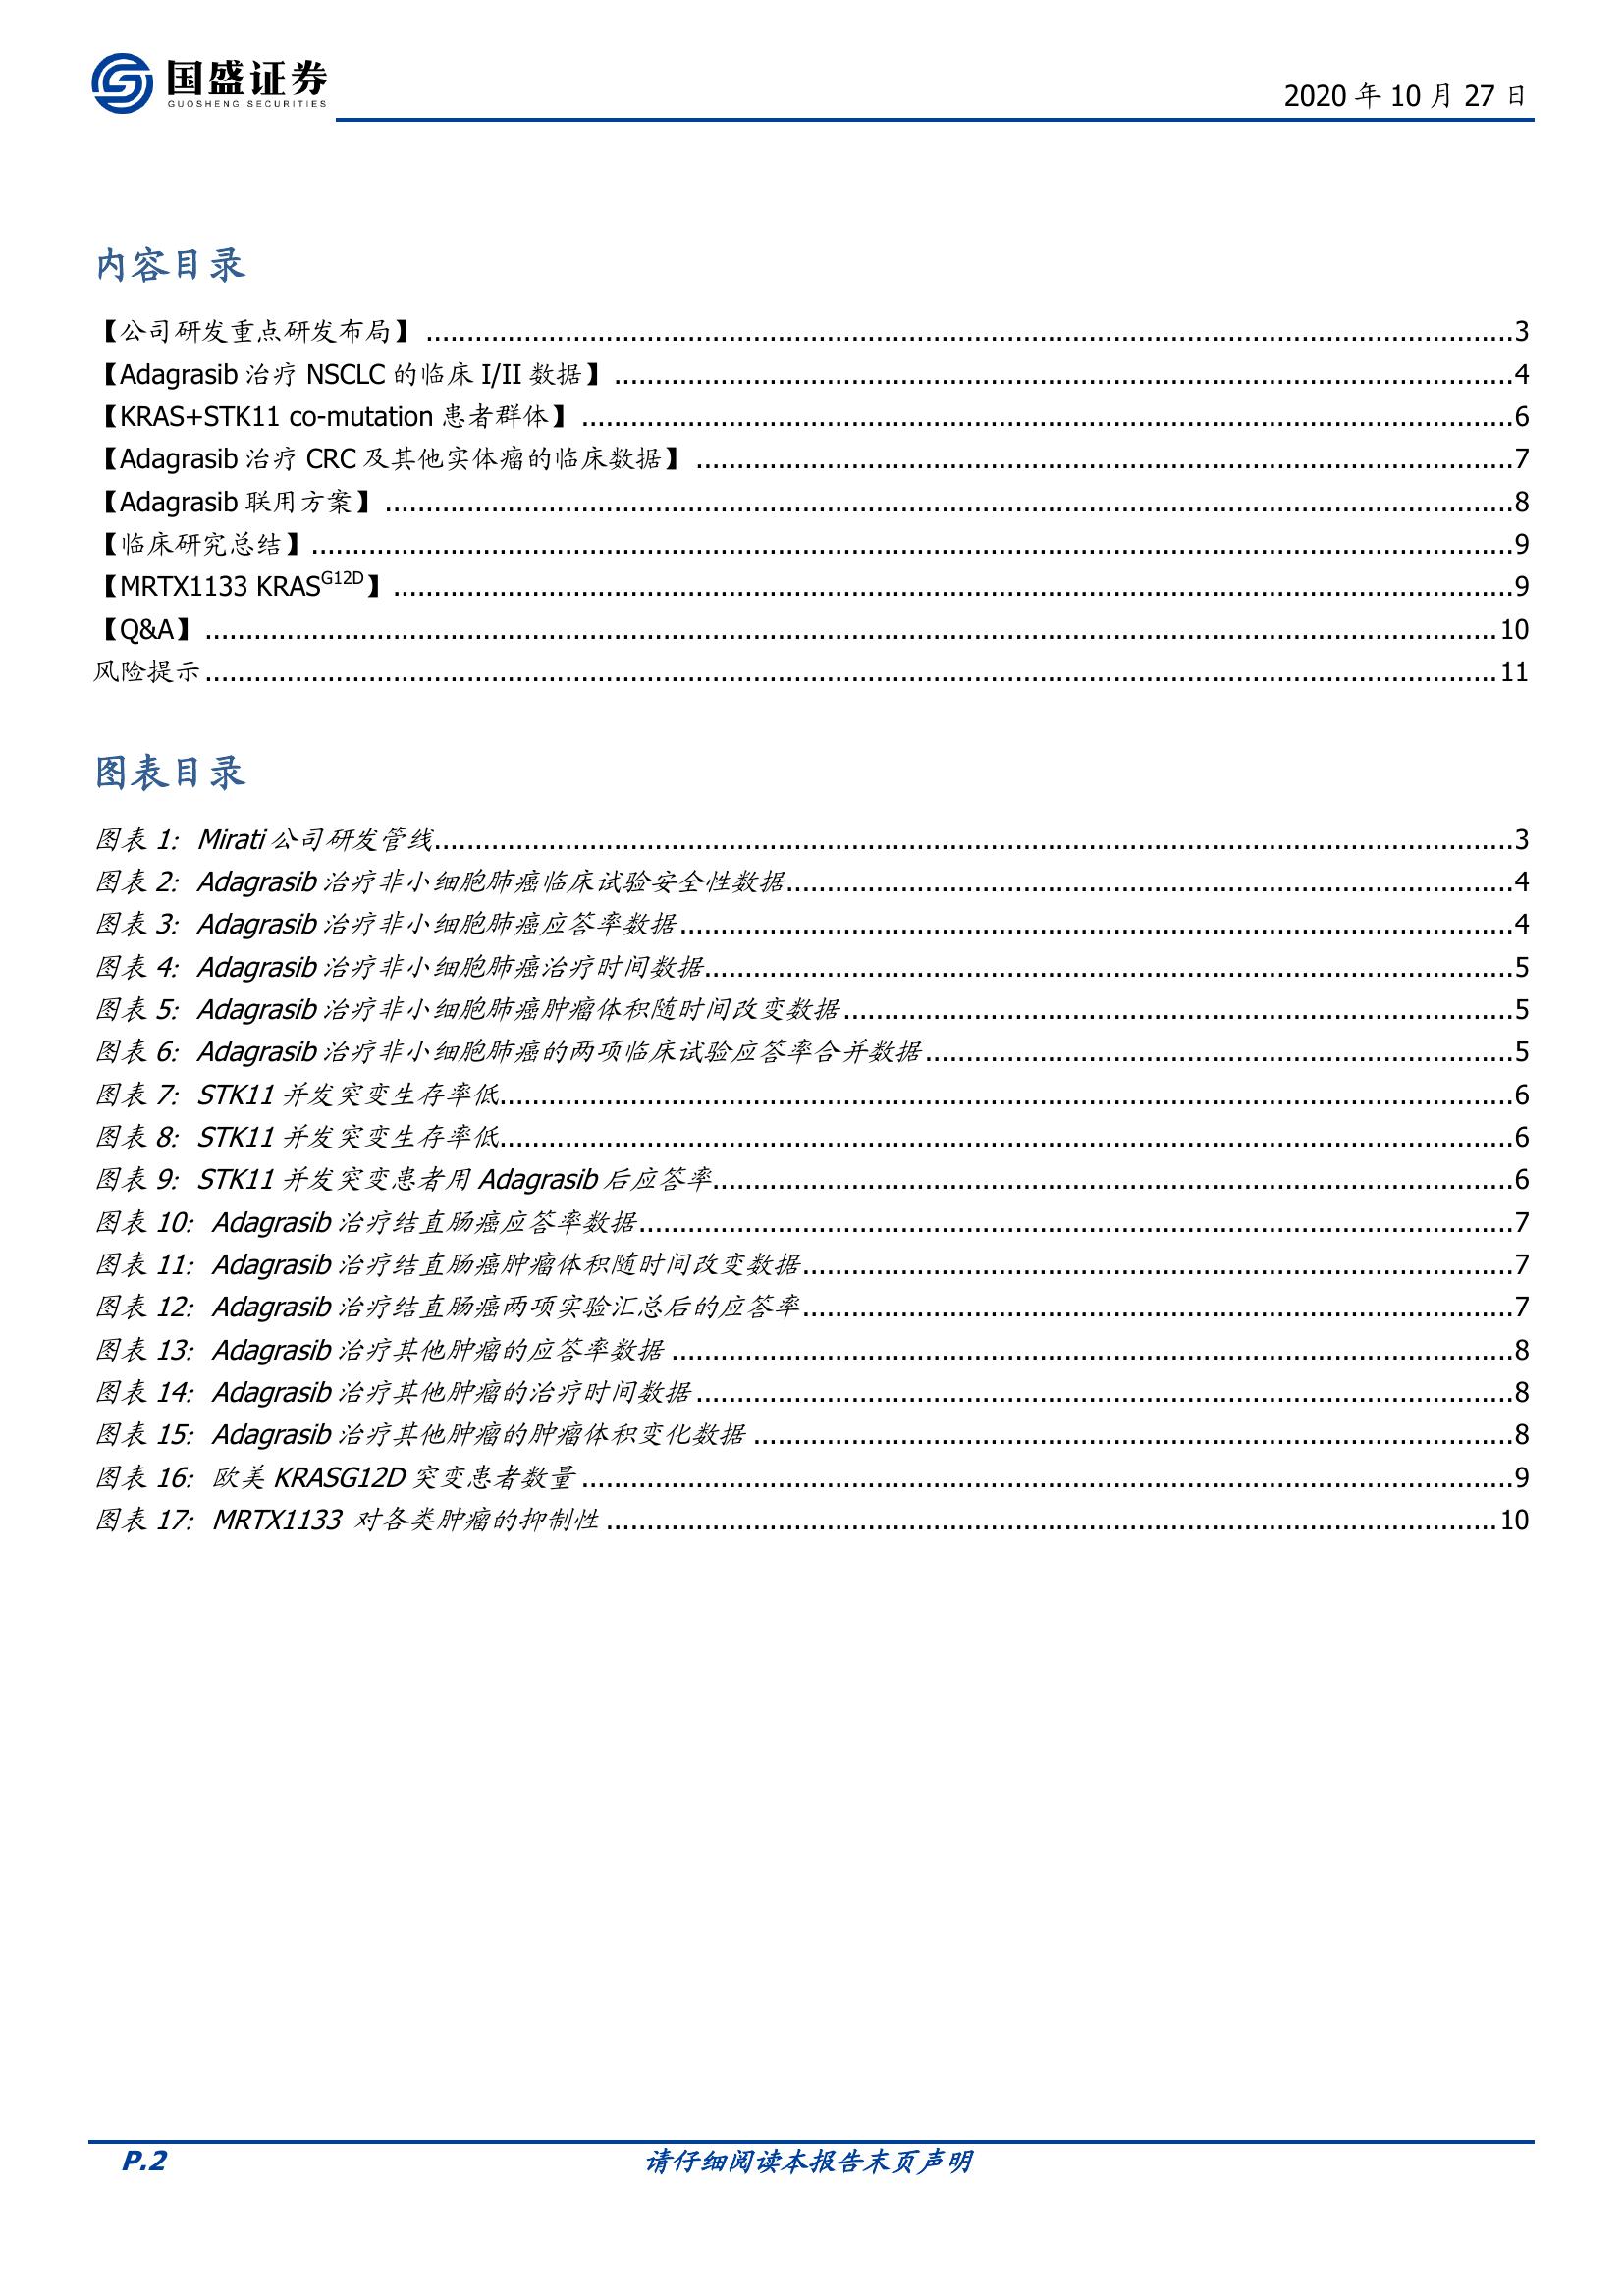 国盛证券
GUOSHENG SECURITIES
2020 年 10 月 27 日
内容目录
【公司研发重点研发布局】 ........ 3
【Adagrasib 治疗 NSCLC 的临床 I/II 数据】 ........ 4
【KRAS+STK11 co-mutation 患者群体】 ........ 6
【Adagrasib 治疗 CRC 及其他实体瘤的临床数据】 ........ 7
【Adagrasib 联用方案】 ........ 8
【临床研究总结】 ........ 9
【MRTX1133 KRASG12D】 ........ 9
【Q&A】 ........ 10
风险提示 ........ 11
图表目录
图表 1: Mirati 公司研发管线 ........ 3
图表 2: Adagrasib 治疗非小细胞肺癌临床试验安全性数据 ........ 4
图表 3: Adagrasib 治疗非小细胞肺癌应答率数据 ........ 4
图表 4: Adagrasib 治疗非小细胞肺癌治疗时间数据 ........ 5
图表 5: Adagrasib 治疗非小细胞肺癌肿瘤体积随时间改变数据 ........ 5
图表 6: Adagrasib 治疗非小细胞肺癌的两项临床试验应答率合并数据 ........ 5
图表 7: STK11 并发突变生存率低 ........ 6
图表 8: STK11 并发突变生存率低 ........ 6
图表 9: STK11 并发突变患者用 Adagrasib 后应答率 ........ 6
图表 10: Adagrasib 治疗结直肠癌应答率数据 ........ 7
图表 11: Adagrasib 治疗结直肠癌肿瘤体积随时间改变数据 ........ 7
图表 12: Adagrasib 治疗结直肠癌两项实验汇总后的应答率 ........ 7
图表 13: Adagrasib 治疗其他肿瘤的应答率数据 ........ 8
图表 14: Adagrasib 治疗其他肿瘤的治疗时间数据 ........ 8
图表 15: Adagrasib 治疗其他肿瘤的肿瘤体积变化数据 ........ 8
图表 16: 欧美 KRASG12D 突变患者数量 ........ 9
图表 17: MRTX1133 对各类肿瘤的抑制性 ........ 10
P.2
请仔细阅读本报告末页声明